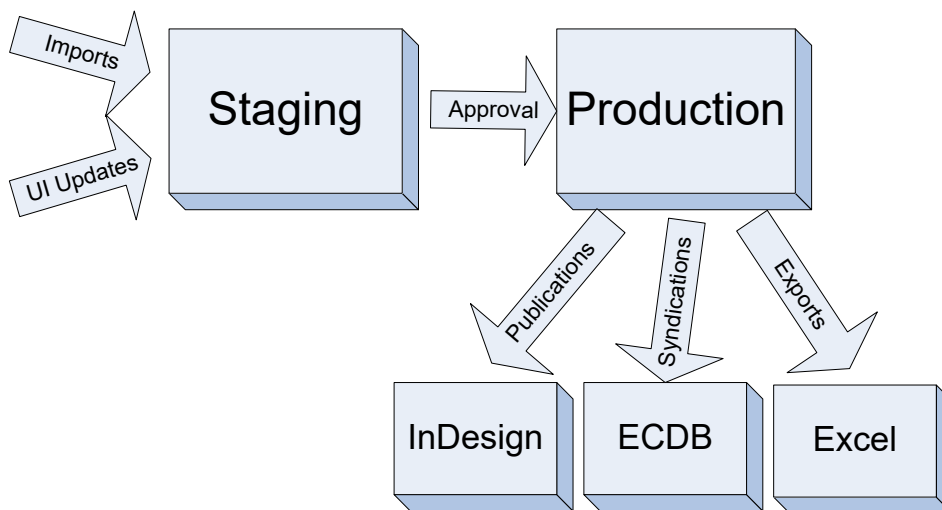 Imports
Staging
Approval
Production
UI Updates
Publications
Syndications
Exports
InDesign
ECDB
Excel